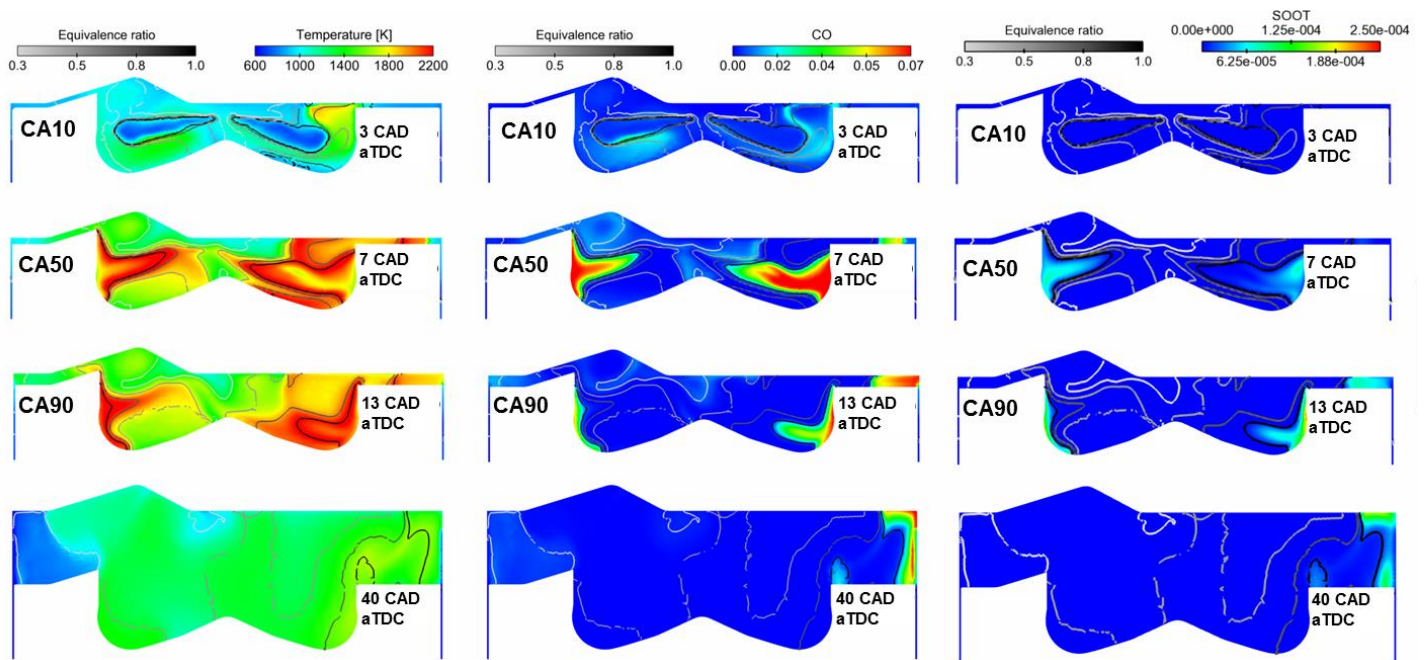 Equivalence ratio
0.3 0.6 0.8 1.0
Temperature [K]
600 1000 1400 1800 2200
Equivalence ratio
0.3 0.6 0.8 1.0
CO
0.00 0.02 0.04 0.05 0.07
Equivalence ratio
0.3 0.6 0.8 1.0
SOOT
0.00e+000 1.25e-004 2.50e-004
6.25e-005 1.88e-004
CA10
3 CAD
aTDC
CA10
3 CAD
aTDC
CA10
3 CAD
aTDC
CA50
7 CAD
aTDC
CA50
7 CAD
aTDC
CA50
7 CAD
aTDC
CA90
13 CAD
aTDC
CA90
13 CAD
aTDC
CA90
13 CAD
aTDC
40 CAD
aTDC
40 CAD
aTDC
40 CAD
aTDC